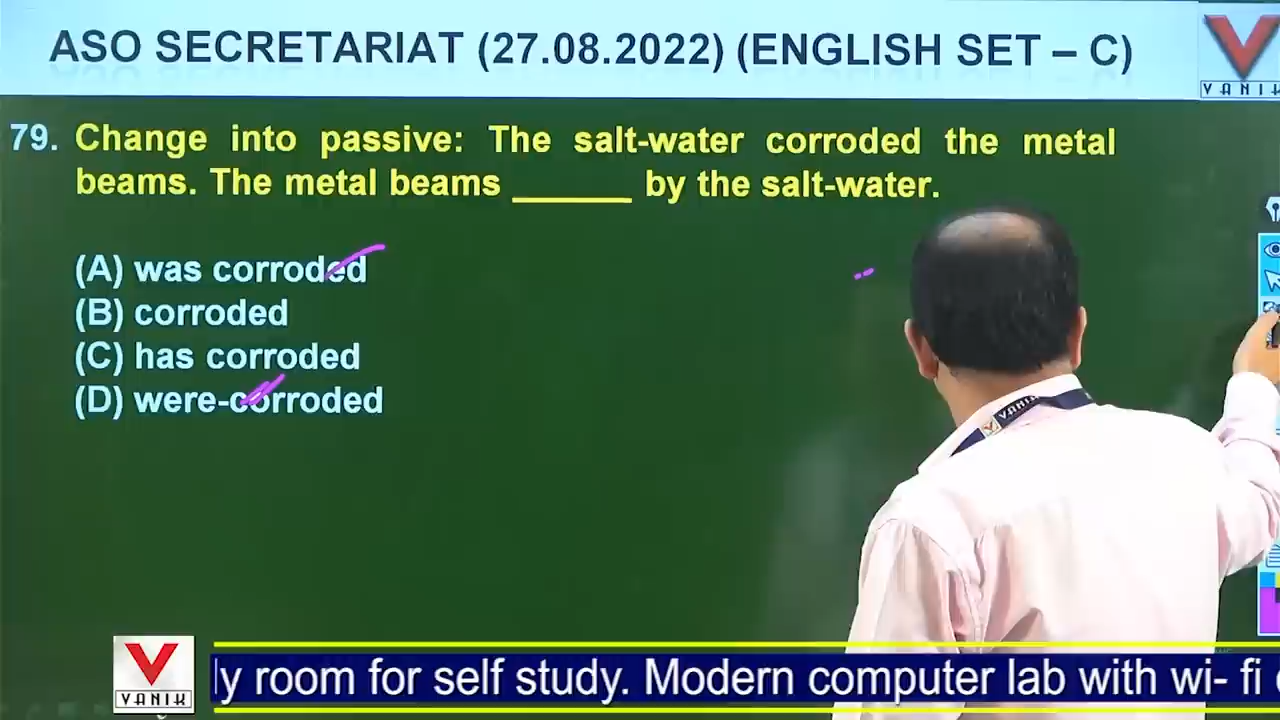 ASO SECRETARIAT (27.08.2022) (ENGLISH SET – C)
VANIK
79. Change into passive: The salt-water corroded the metal
beams. The metal beams ______ by the salt-water.
(A) was corroded
(B) corroded
(C) has corroded
(D) were-corroded
VANIK
VANIK
ly room for self study. Modern computer lab with wi- fi